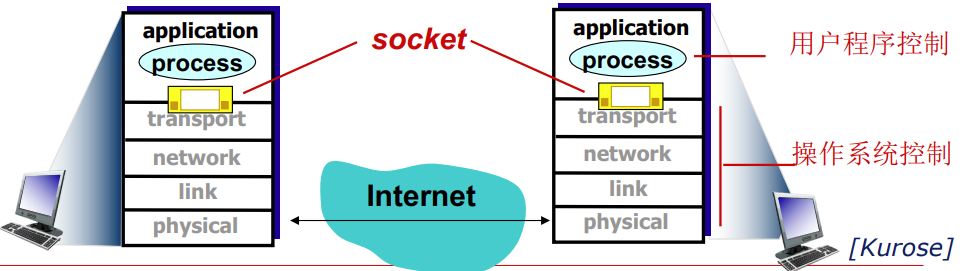 application
process
transport
network
link
physical
socket
Internet
application
process
transport
network
link
physical
用户程序控制
操作系统控制
[Kurose]